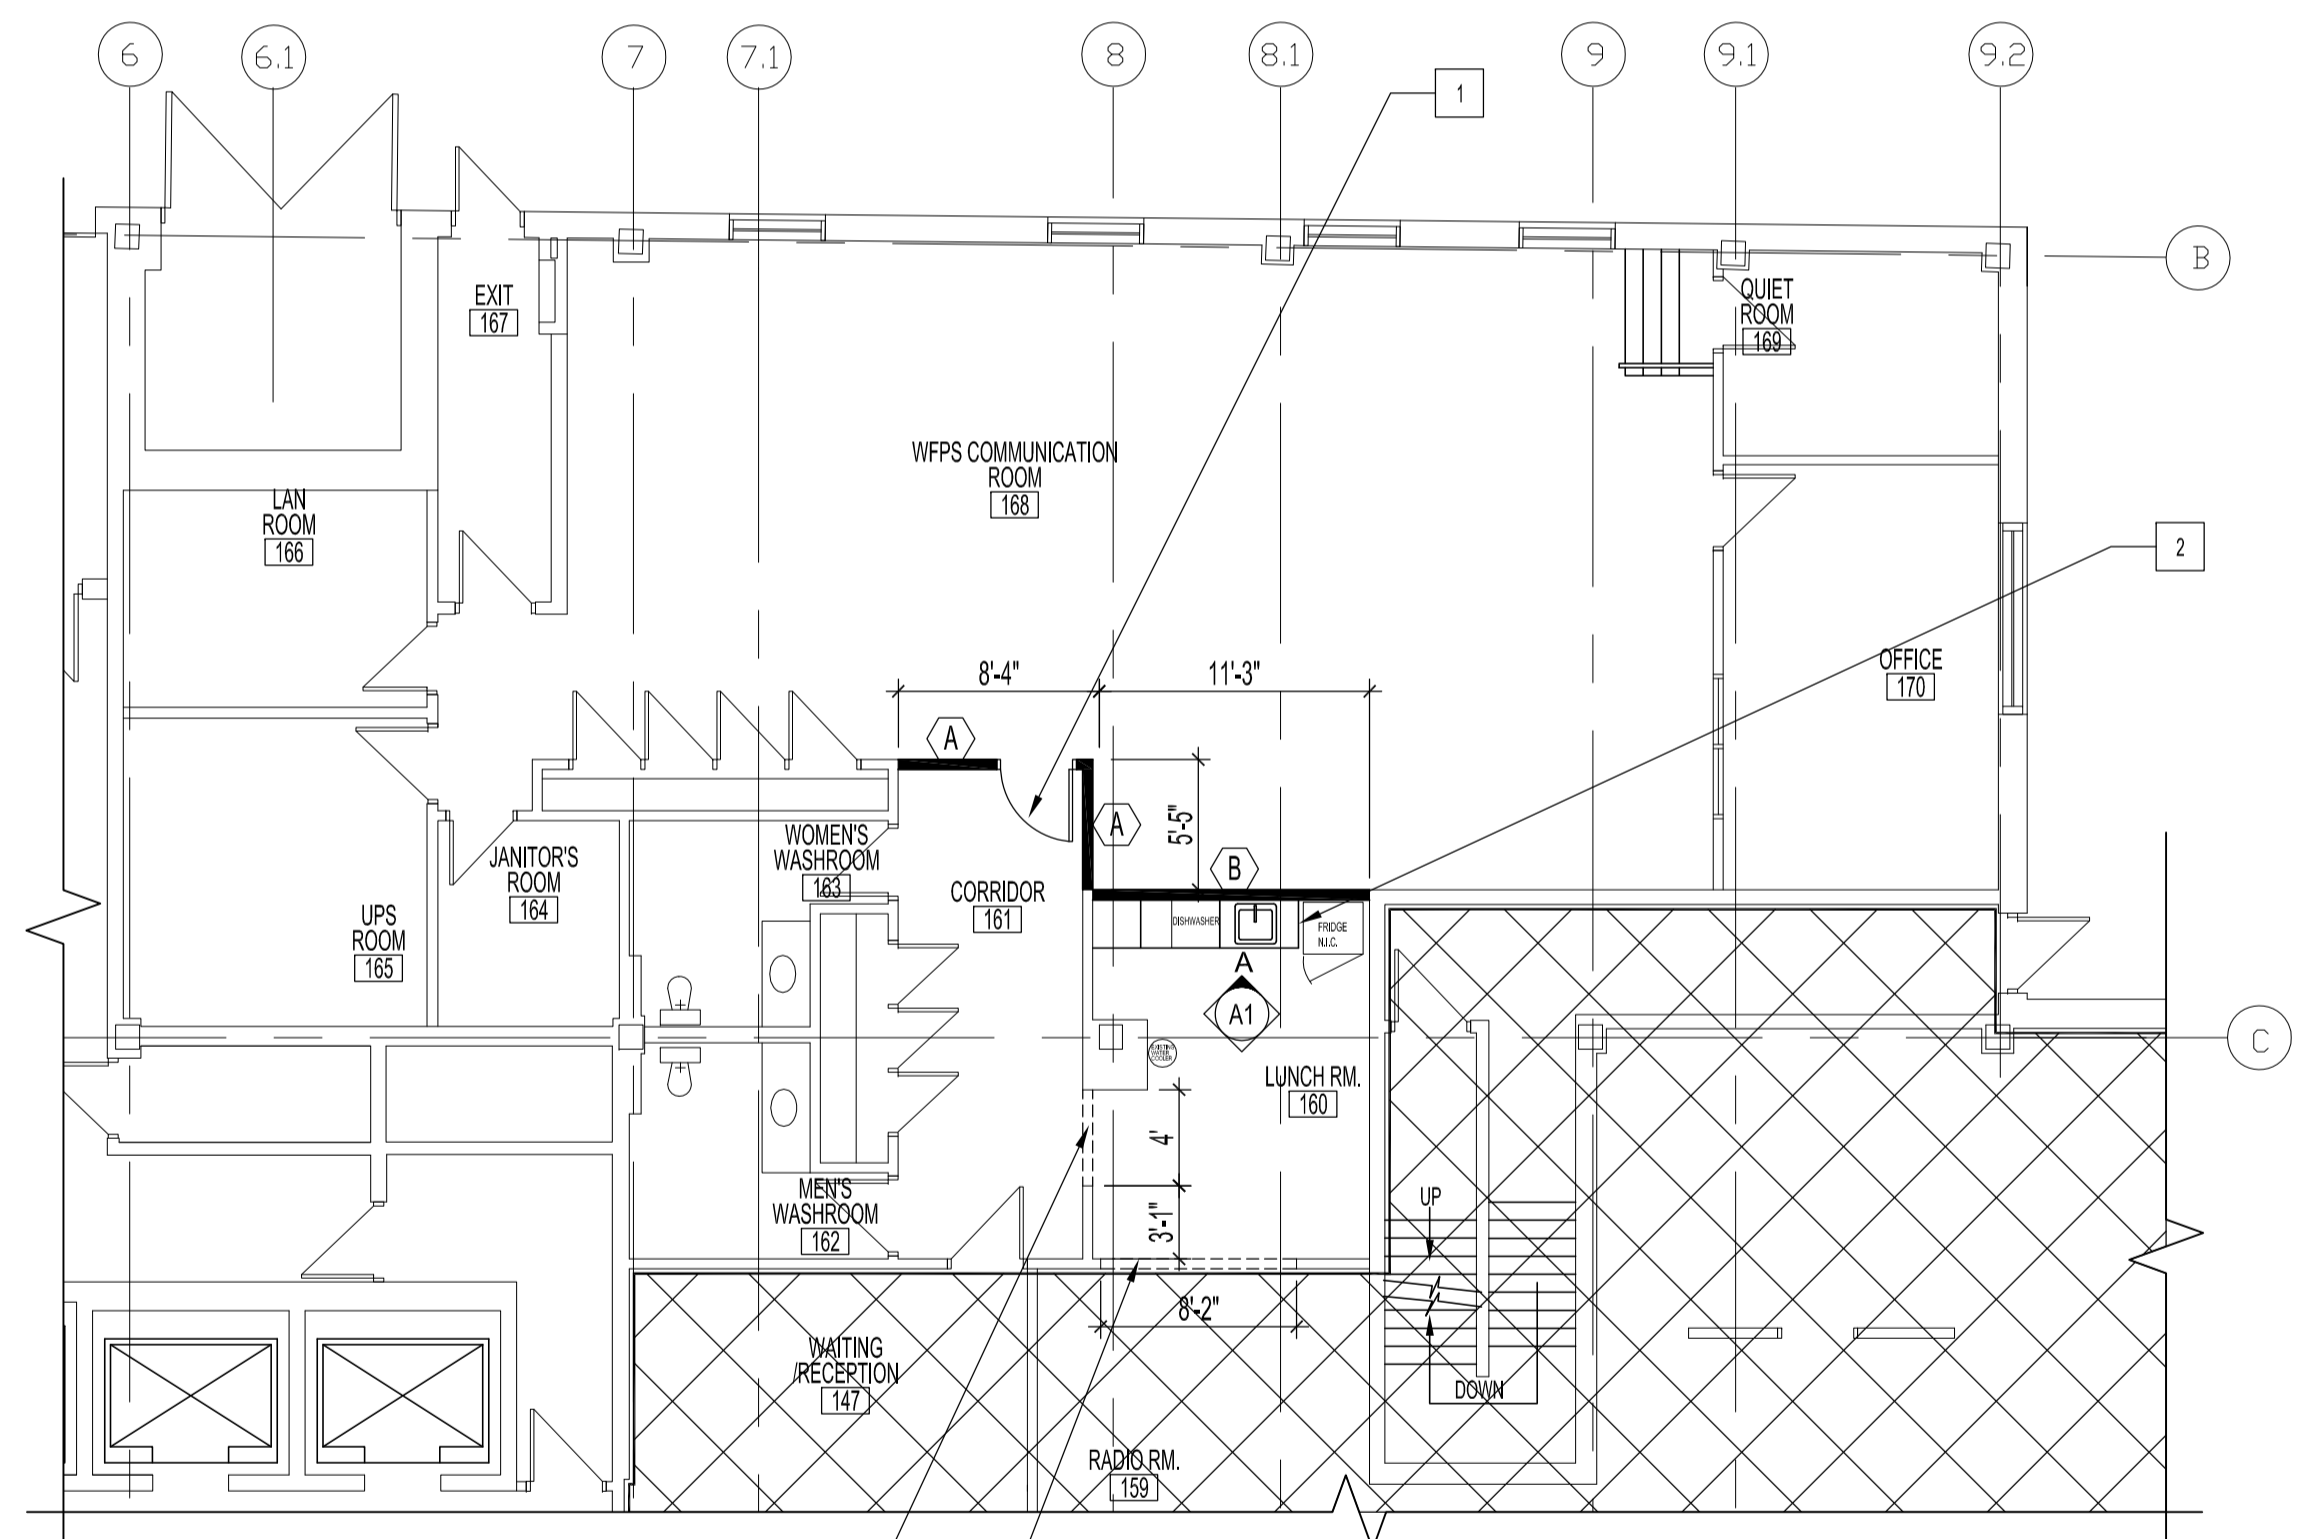 6
6.1
7
7.1
8
8.1
9
9.1
9.2
1
B
EXIT
167
QUIET
ROOM
169
WFPS COMMUNICATION
ROOM
168
LAN
ROOM
166
2
OFFICE
170
8'-4"
11'-3"
A
A
5'-5"
B
WOMEN'S
WASHROOM
163
JANITOR'S
ROOM
164
CORRIDOR
161
UPS
ROOM
165
DISHWASHER
FRIDGE
N.I.C.
A
A1
C
EXISTING
WATER
COOLER
LUNCH RM.
160
4'
3'-1"
MEN'S
WASHROOM
162
UP
8'-2"
WAITING
/RECEPTION
147
DOWN
RADIO RM.
159